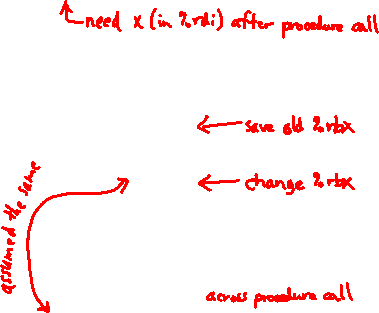 need x (in %rdi) after procedure call
save old %rbx
change %rbx
assumed the same
across procedure call